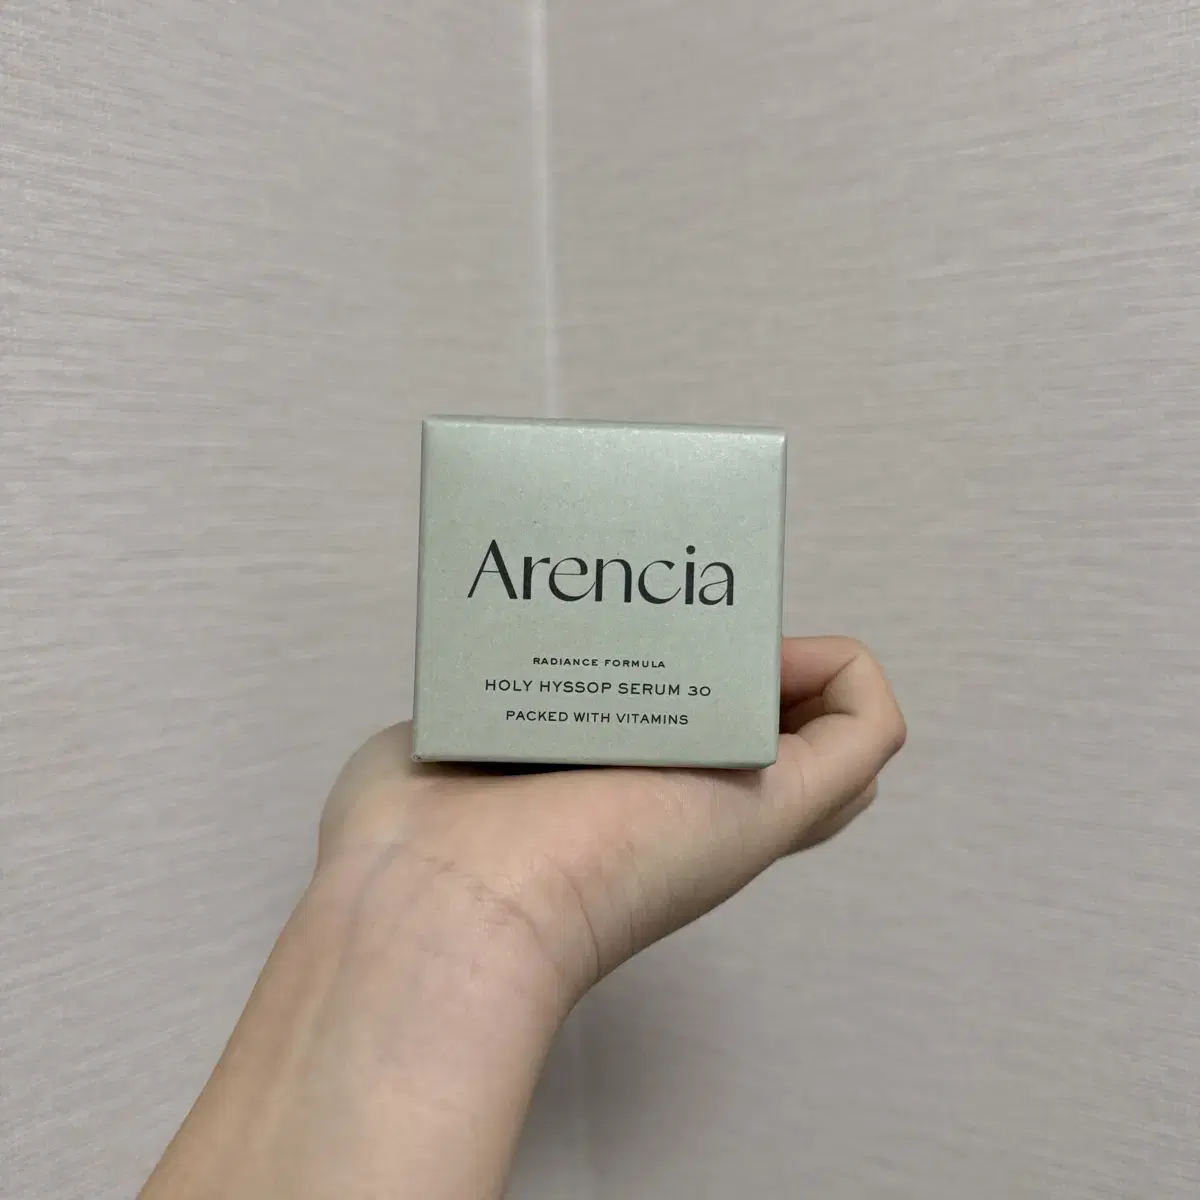 Arencia
RADIANCE FORMULA
HOLY HYSSOP SERUM 30
PACKED WITH VITAMINS